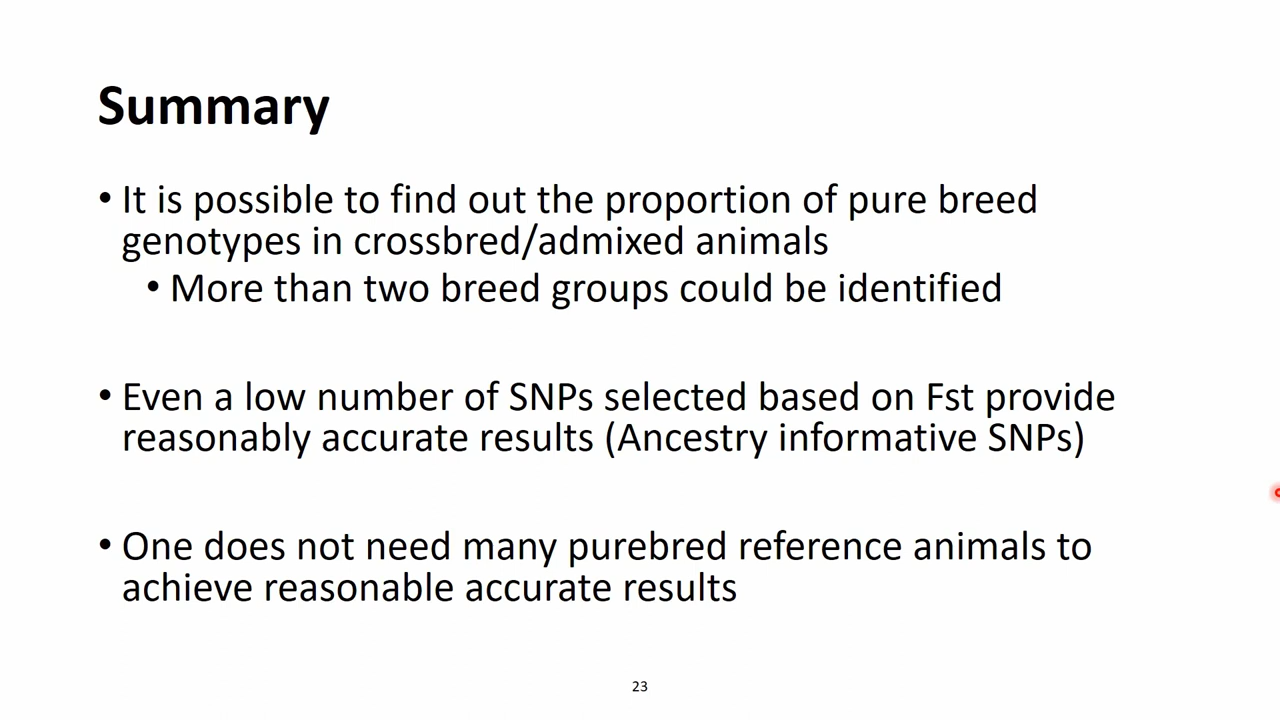 Summary
• It is possible to find out the proportion of pure breed
genotypes in crossbred/admixed animals
• More than two breed groups could be identified
• Even a low number of SNPs selected based on Fst provide
reasonably accurate results (Ancestry informative SNPs)
• One does not need many purebred reference animals to
achieve reasonable accurate results
23